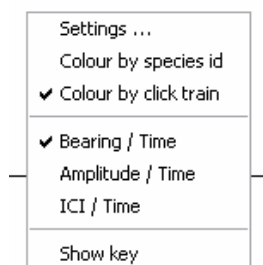 Settings ...
Colour by species id
Colour by click train
Bearing / Time
Amplitude / Time
ICI / Time
Show key